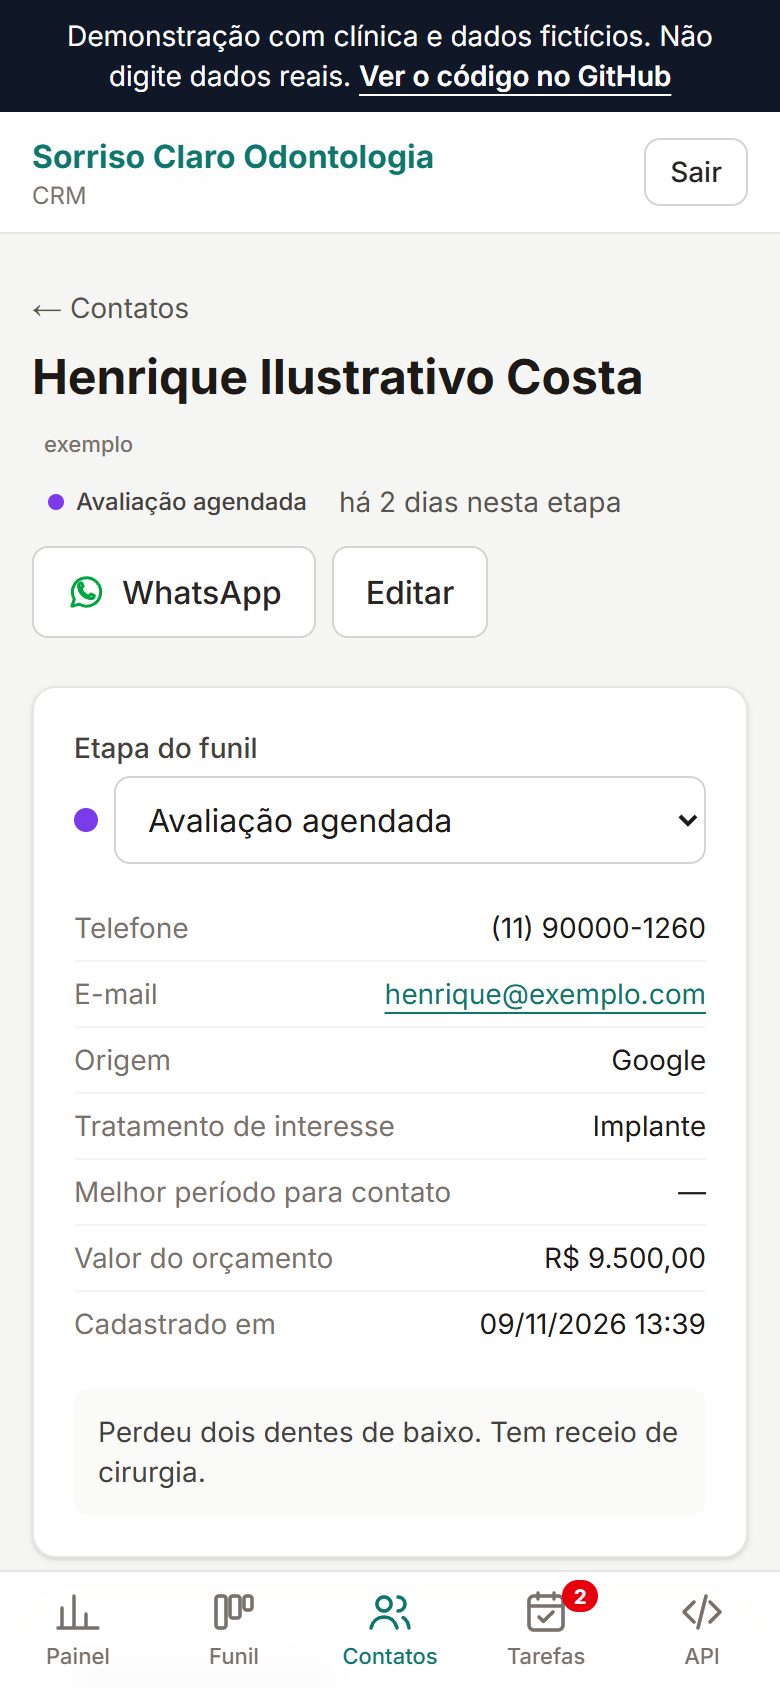 Demonstração com clínica e dados fictícios. Não
digite dados reais. Ver o código no GitHub
Sorriso Claro Odontologia
CRM
Sair
← Contatos
Henrique Ilustrativo Costa
exemplo
Avaliação agendada há 2 dias nesta etapa
WhatsApp Editar
Etapa do funil
Avaliação agendada
Telefone (11) 90000-1260
E-mail henrique@exemplo.com
Origem Google
Tratamento de interesse Implante
Melhor período para contato —
Valor do orçamento R$ 9.500,00
Cadastrado em 09/11/2026 13:39
Perdeu dois dentes de baixo. Tem receio de
cirurgia.
2
Painel Funil Contatos Tarefas API